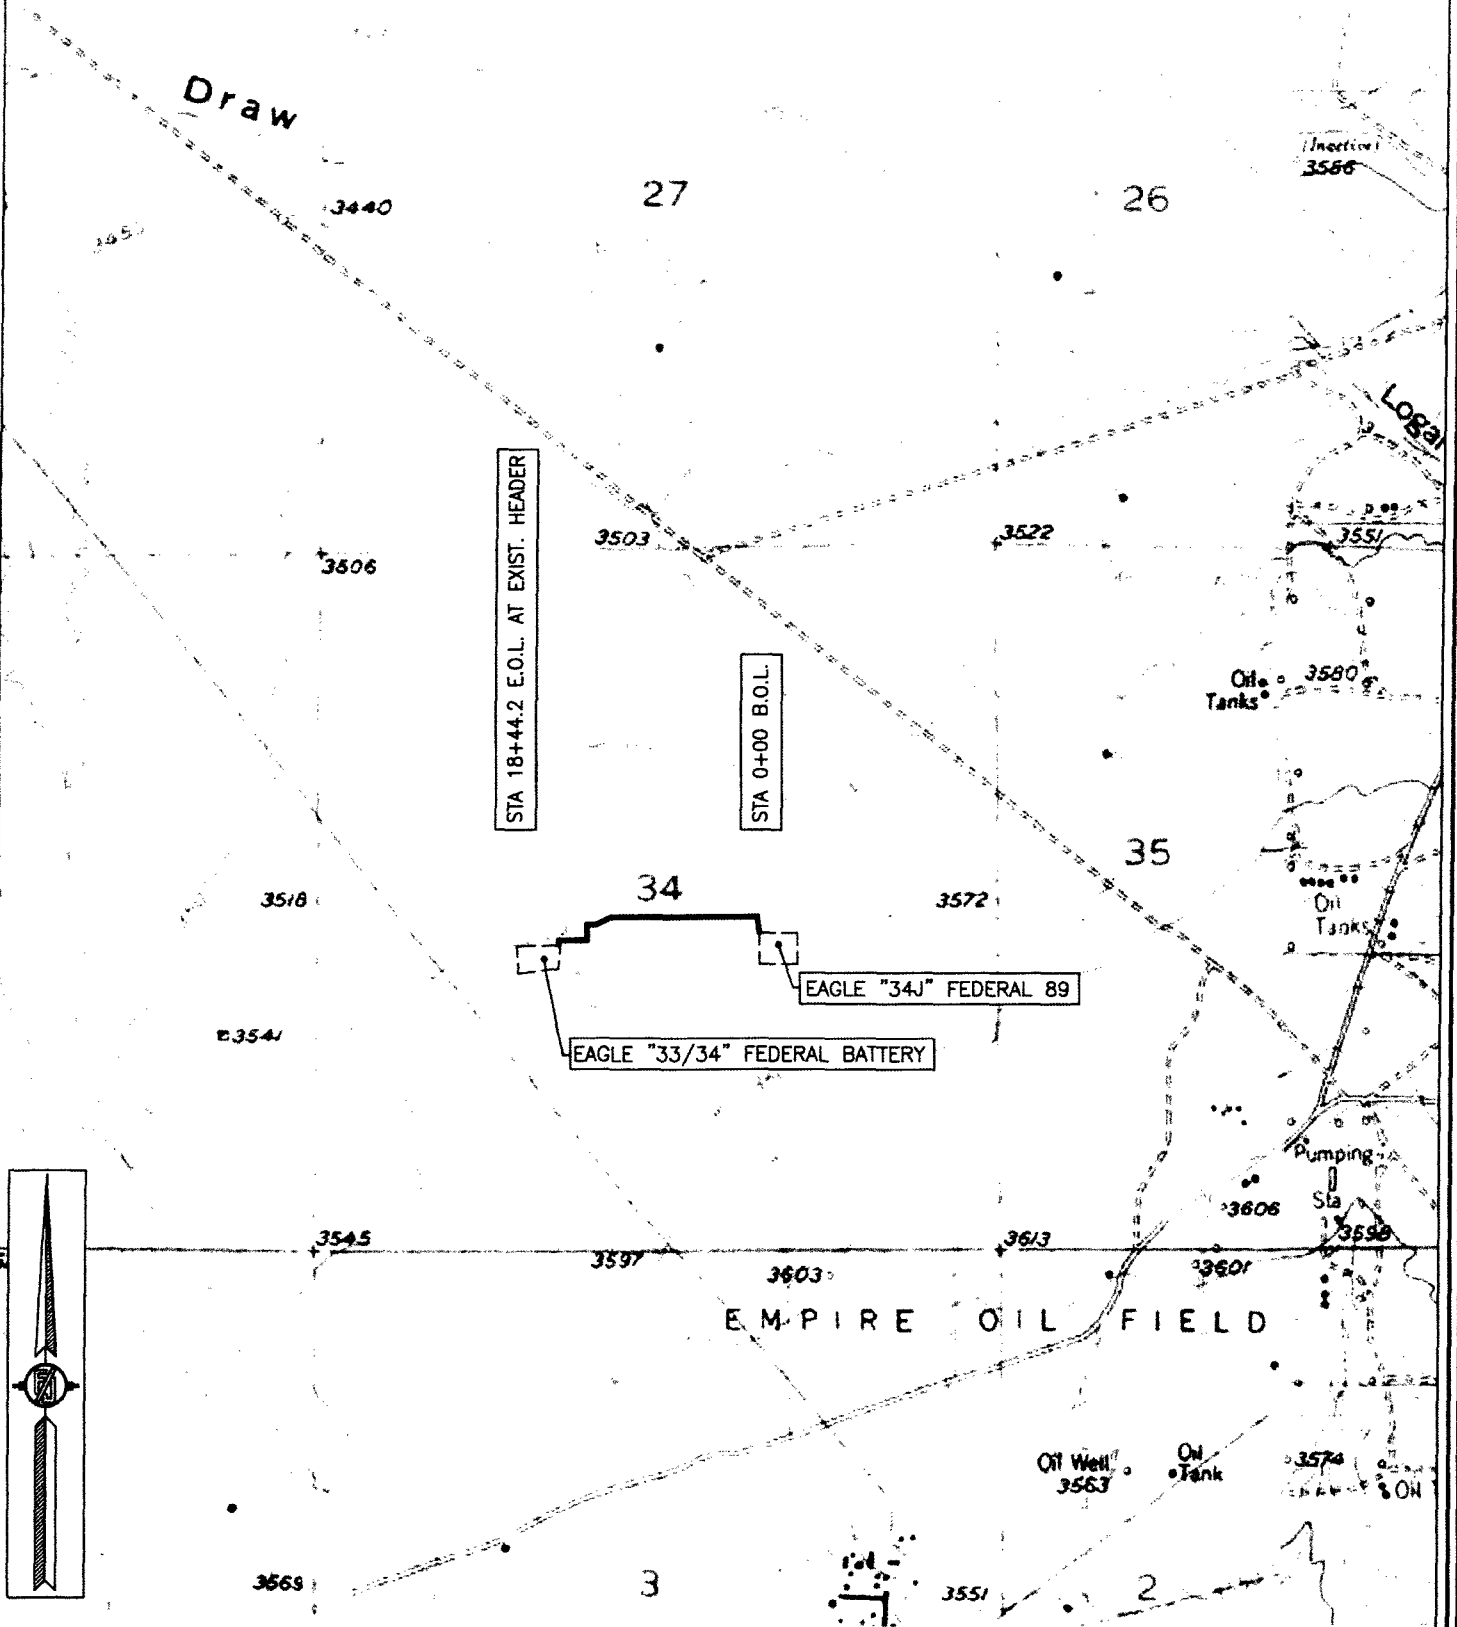 Draw
(Inactive)
3586
27
26
3440
Logan
STA 18+44.2 E.O.L. AT EXIST. HEADER
3503
3522
3551
3506
STA 0+00 B.O.L.
Oil
Tanks
3580
35
34
3518
3572
Oil
Tanks
EAGLE "34J" FEDERAL 89
3541
EAGLE "33/34" FEDERAL BATTERY
Pumping
Sta
3606
3545
3597
3603
3613
3601
3598
EMPIRE OIL FIELD
Oil Well
3563
Oil
Tank
3574
Oil
3569
3
3551
2